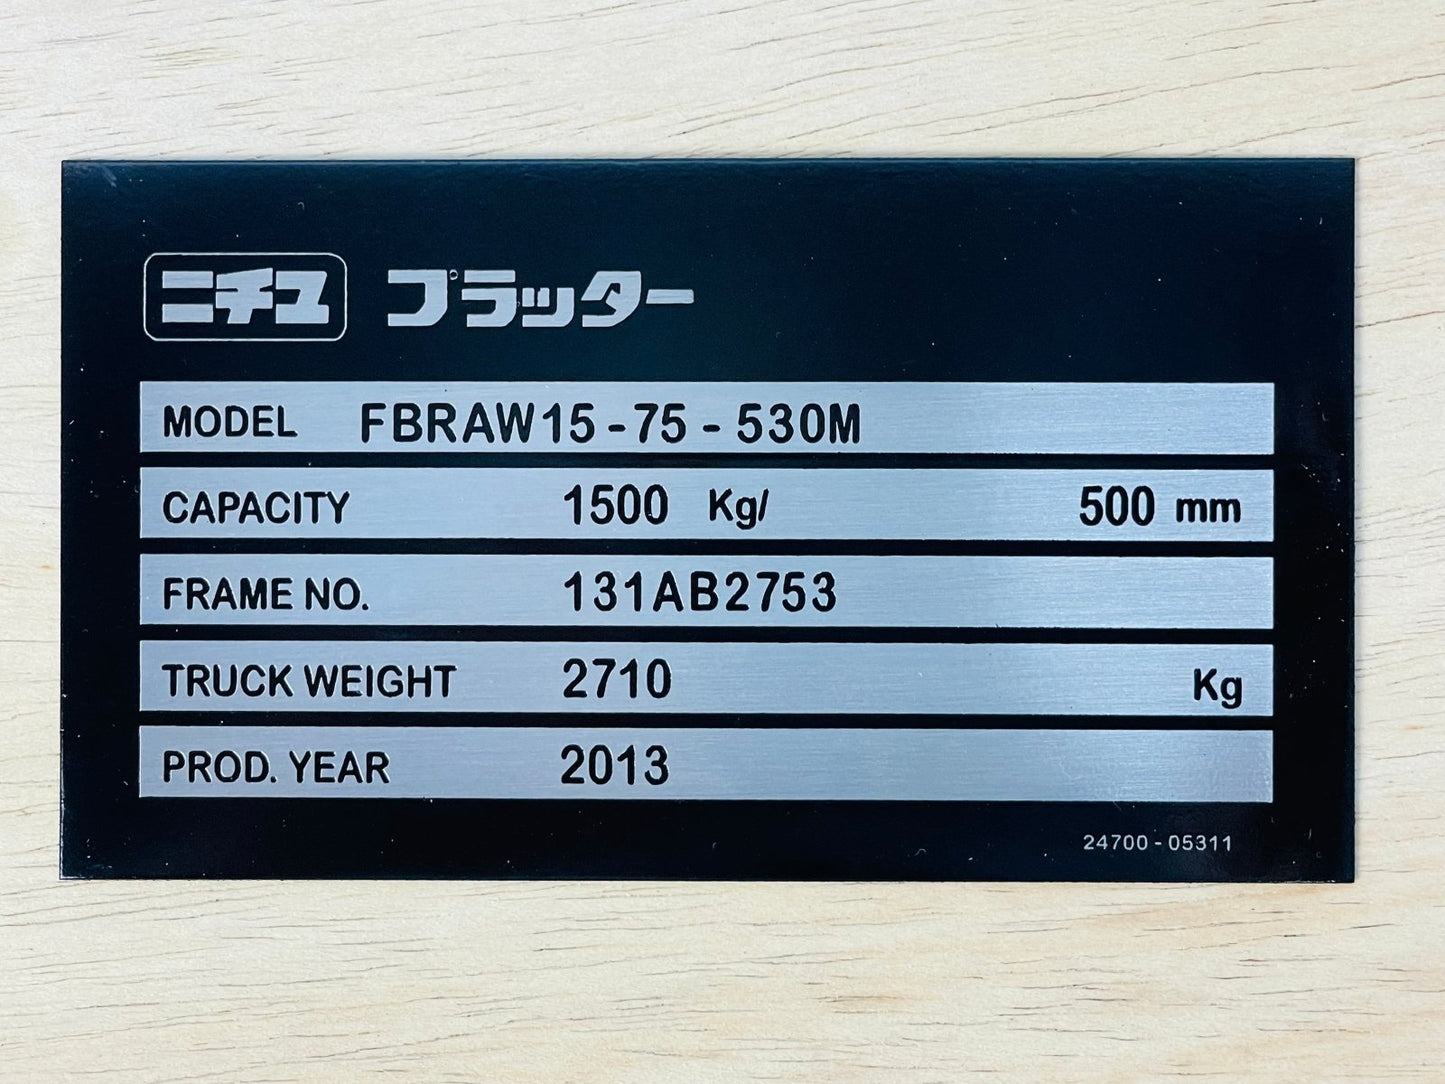 ニチユ プラッター
MODEL FBRAW15-75-530M
CAPACITY 1500 Kg/ 500 mm
FRAME NO. 131AB2753
TRUCK WEIGHT 2710 Kg
PROD. YEAR 2013
24700-05311